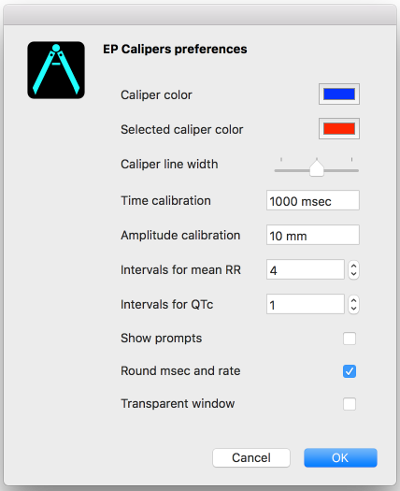 EP Calipers preferences
Caliper color
Selected caliper color
Caliper line width
Time calibration 1000 msec
Amplitude calibration 10 mm
Intervals for mean RR 4
Intervals for QTc 1
Show prompts
Round msec and rate
Transparent window
Cancel OK